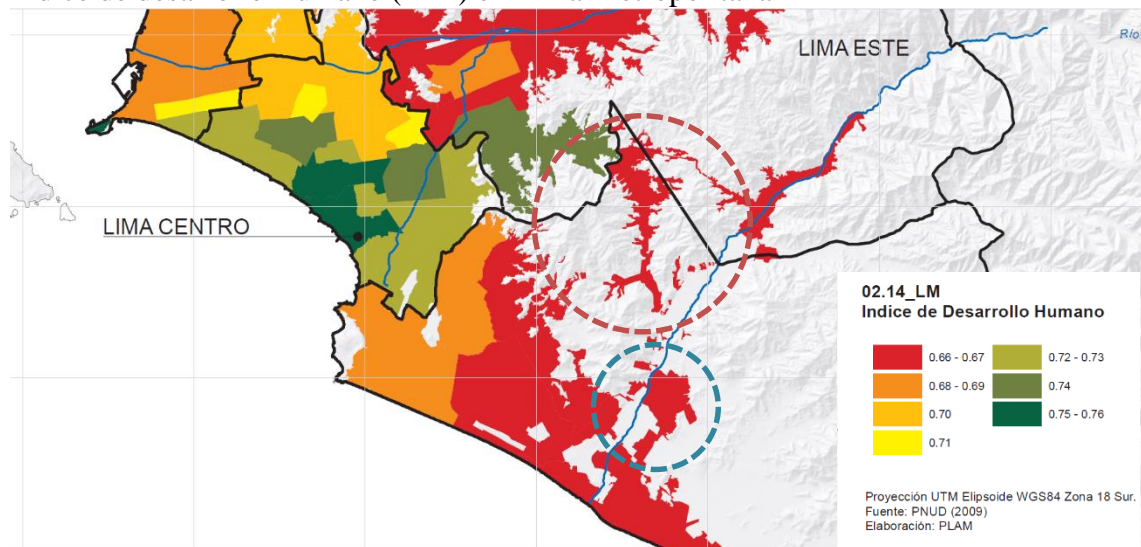 LIMA ESTE
Río
LIMA CENTRO
02.14_LM
Indice de Desarrollo Humano
0.66 - 0.67
0.72 - 0.73
0.68 - 0.69
0.74
0.70
0.75 - 0.76
0.71
Proyección UTM Elipsoide WGS84 Zona 18 Sur.
Fuente: PNUD (2009)
Elaboración: PLAM